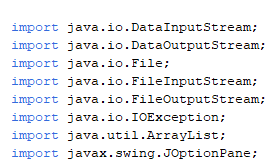 import java.io.DataInputStream;
import java.io.DataOutputStream;
import java.io.File;
import java.io.FileInputStream;
import java.io.FileOutputStream;
import java.io.IOException;
import java.util.ArrayList;
import javax.swing.JOptionPane;